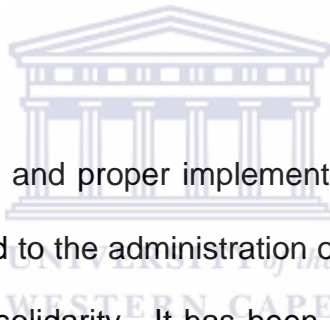 and proper implement
d to the administration o
UNIVERSITY of the
WESTERN CAPE
solidarity. It has been